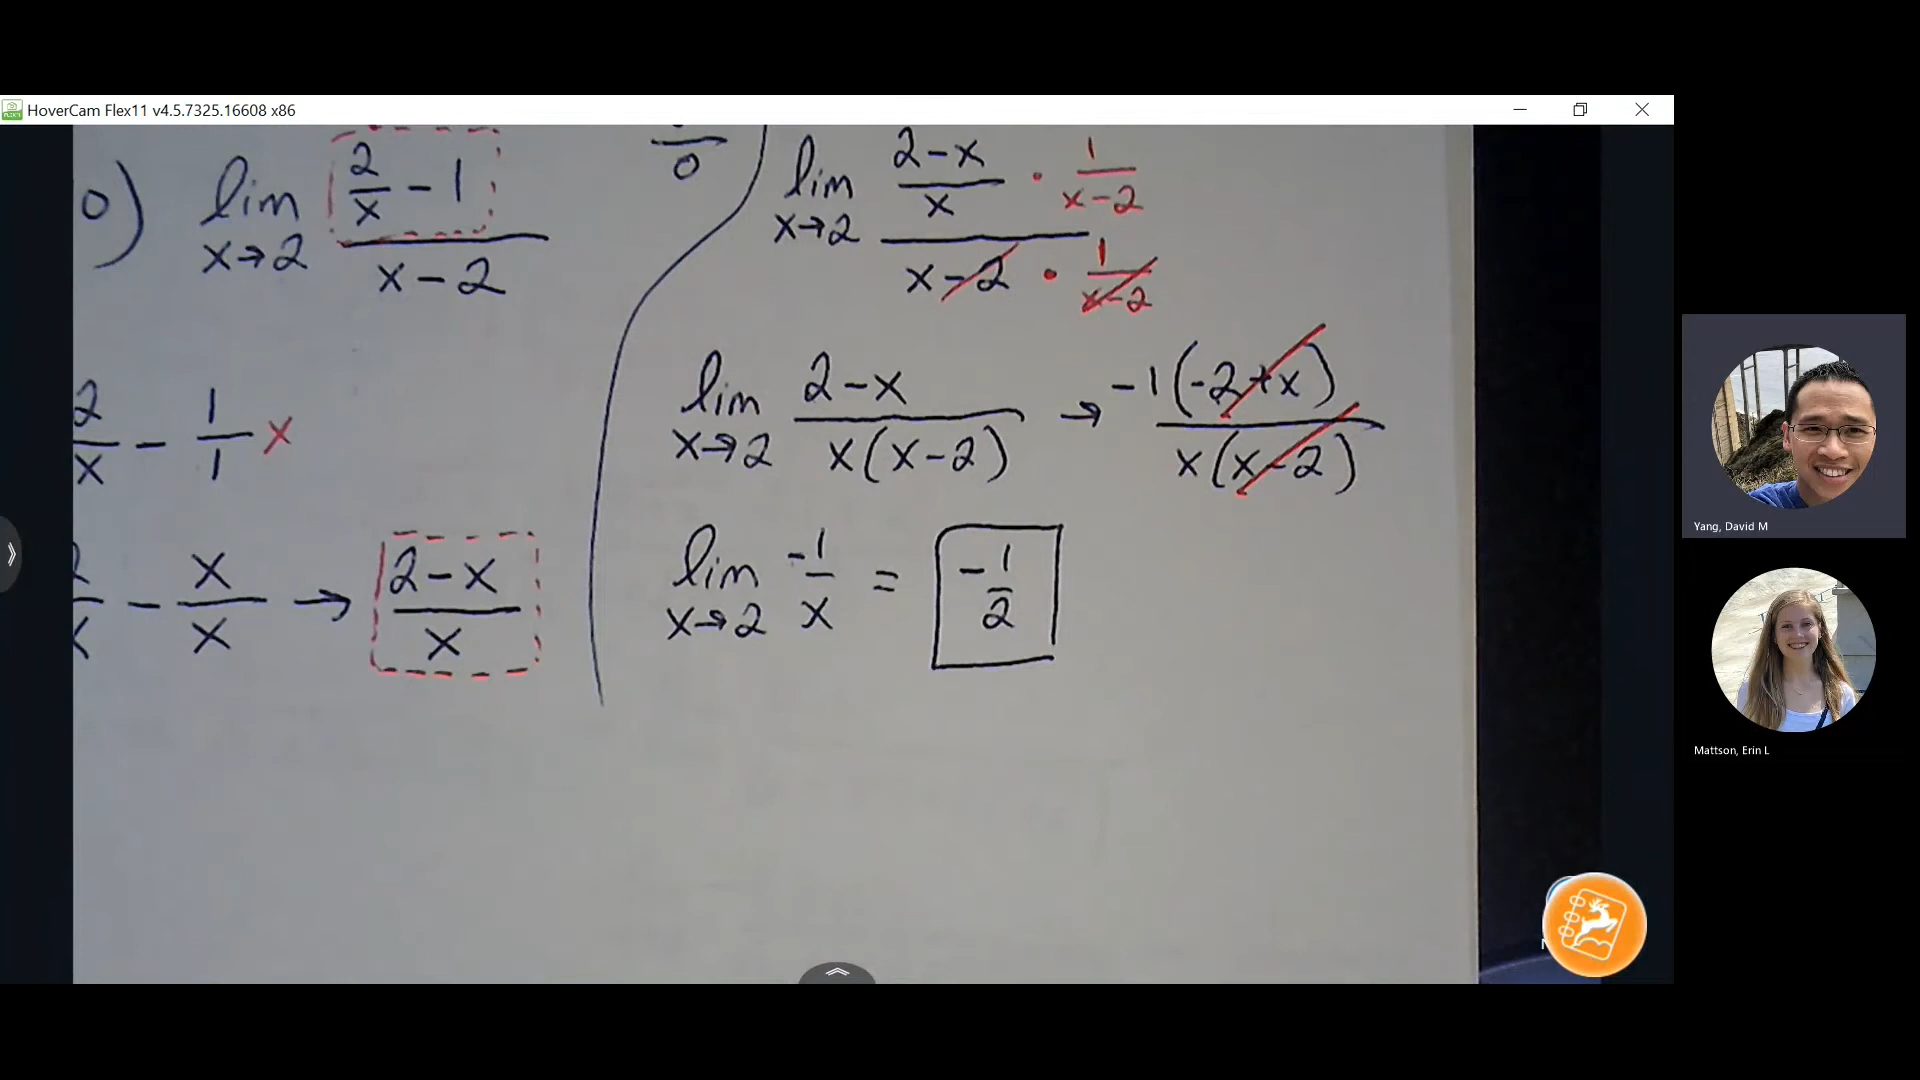 HoverCam Flex11 v4.5.7325.16608 x86
0) lim x→2 (2/x - 1)/(x-2)
0
2/x - 1/1 x
- x/x → (2-x)/x
lim x→2 ((2-x)/x · 1/(x-2))/(x-2 · 1/(x-2))
lim x→2 (2-x)/(x(x-2)) → -1(-2+x)/(x(x-2))
lim x→2 -1/x = -1/2
Yang, David M
Mattson, Erin L